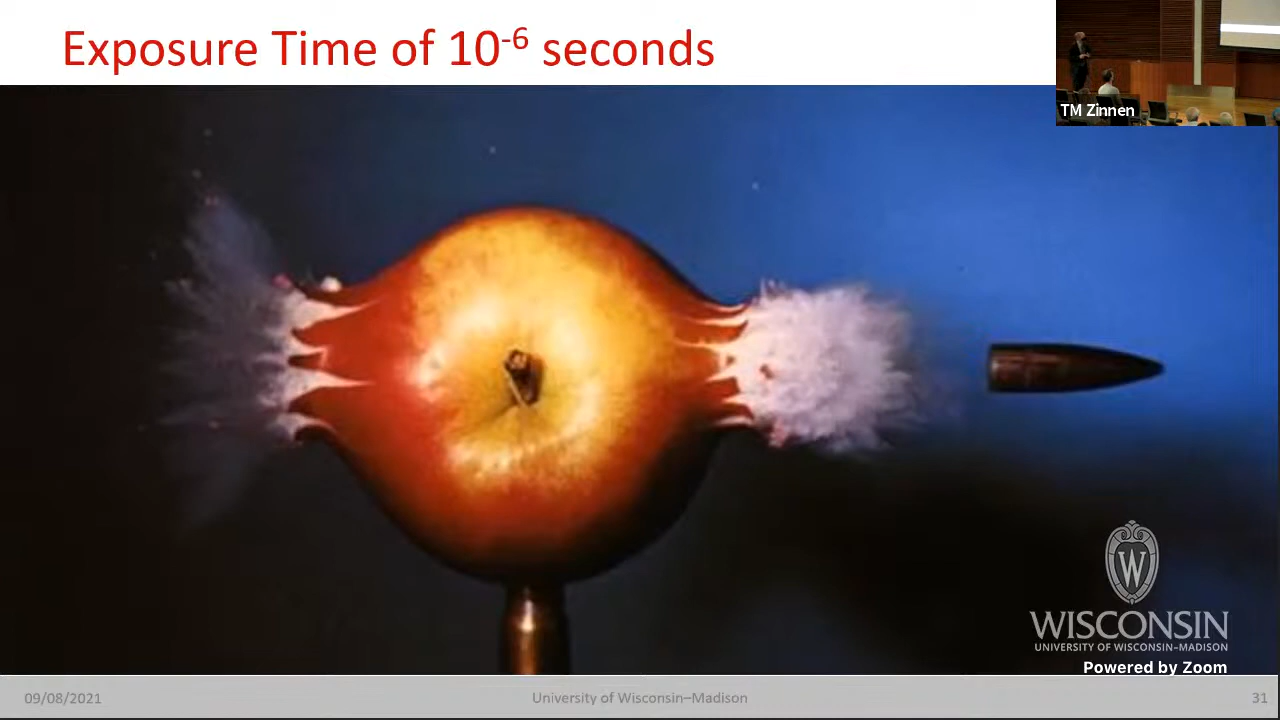 Exposure Time of 10-6 seconds
TM Zinnen
W
WISCONSIN
UNIVERSITY OF WISCONSIN–MADISON
Powered by Zoom
09/08/2021
University of Wisconsin–Madison
31